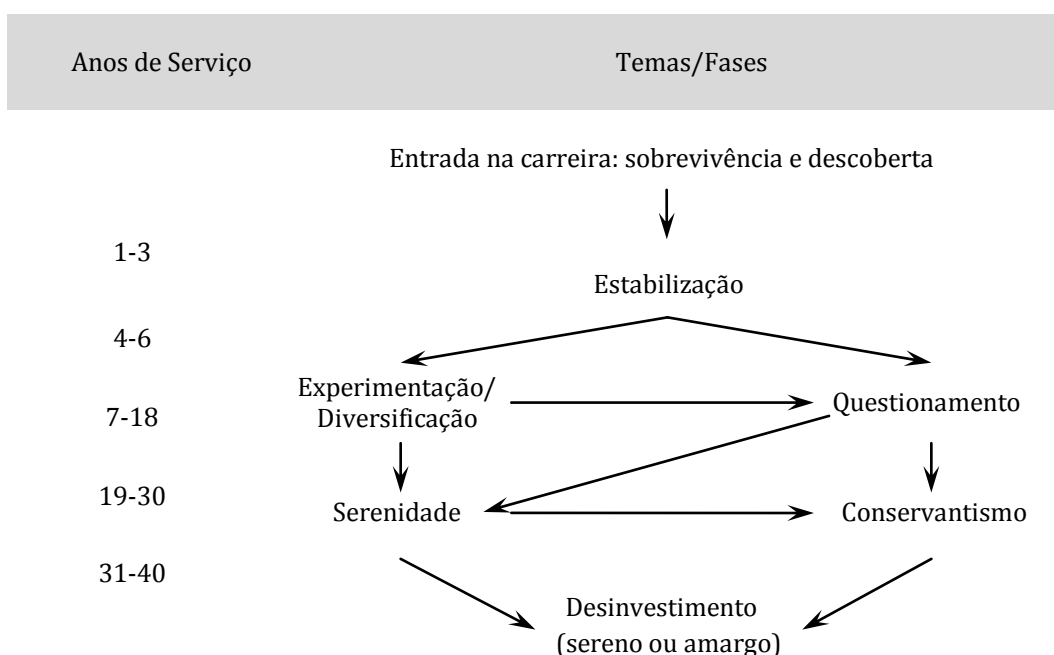 Anos de Serviço Temas/Fases
Entrada na carreira: sobrevivência e descoberta
1-3
Estabilização
4-6
Experimentação/
Diversificação
7-18
Questionamento
19-30
Serenidade
Conservantismo
31-40
Desinvestimento
(sereno ou amargo)